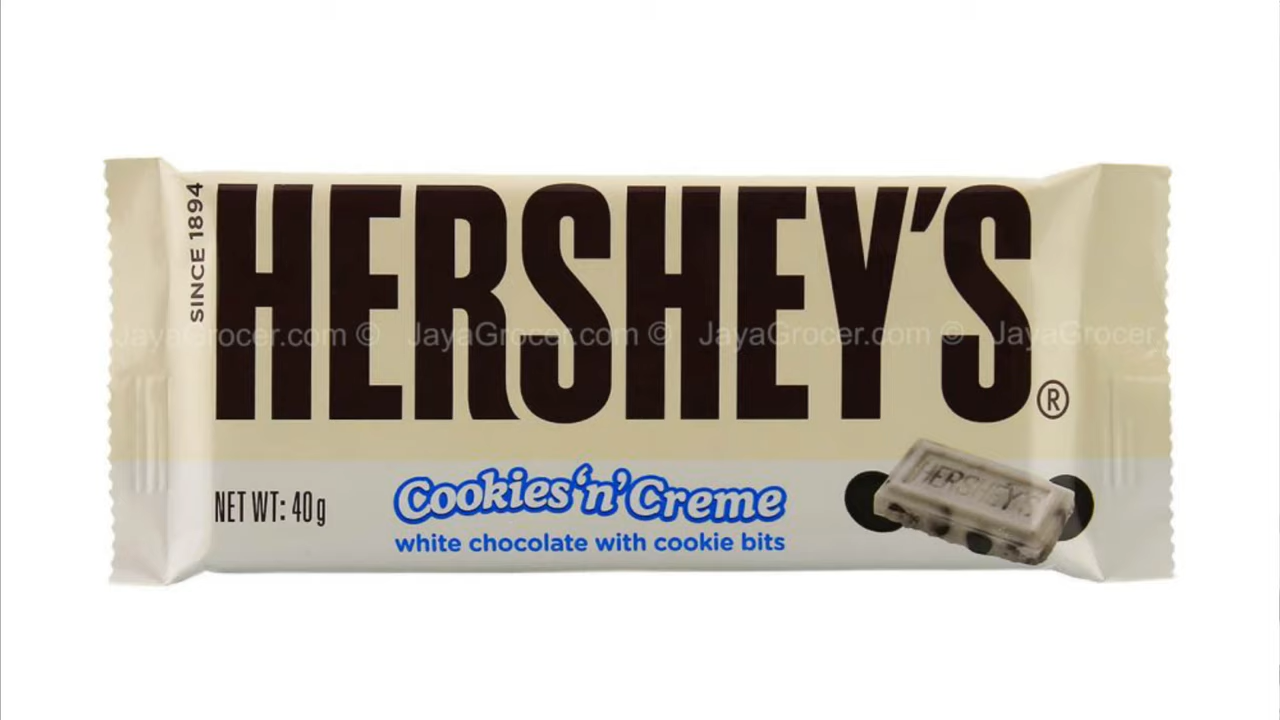 SINCE 1894
HERSHEY'S®
JayaGrocer.com © JayaGrocer.com © JayaGrocer.com © JayaGrocer.
NET WT: 40g
Cookies 'n' Creme
white chocolate with cookie bits
HERSHEY'S